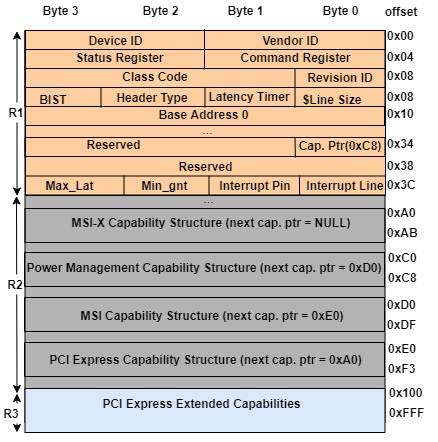 Byte 3 Byte 2 Byte 1 Byte 0 offset
Device ID Vendor ID 0x00
Status Register Command Register 0x04
Class Code Revision ID 0x08
BIST Header Type Latency Timer $Line Size 0x08
R1
Base Address 0 0x10
...
Reserved Cap. Ptr(0xC8) 0x34
Reserved 0x38
Max_Lat Min_gnt Interrupt Pin Interrupt Line 0x3C
...
MSI-X Capability Structure (next cap. ptr = NULL) 0xA0
0xAB
Power Management Capability Structure (next cap. ptr = 0xD0) 0xC0
0xC8
R2
MSI Capability Structure (next cap. ptr = 0xE0) 0xD0
0xDF
PCI Express Capability Structure (next cap. ptr = 0xA0) 0xE0
0xF3
PCI Express Extended Capabilities 0x100
R3 0xFFF